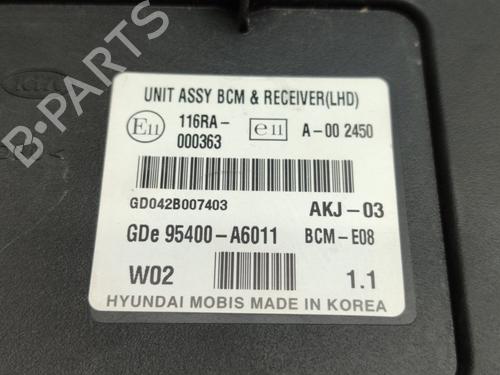 UNIT ASSY BCM & RECEIVER(LHD)
E11 116RA-000363 e11 A-00 2450
GD042B007403 AKJ-03
GDe 95400-A6011 BCM-E08
W02 1.1
HYUNDAI MOBIS MADE IN KOREA
B-PARTS